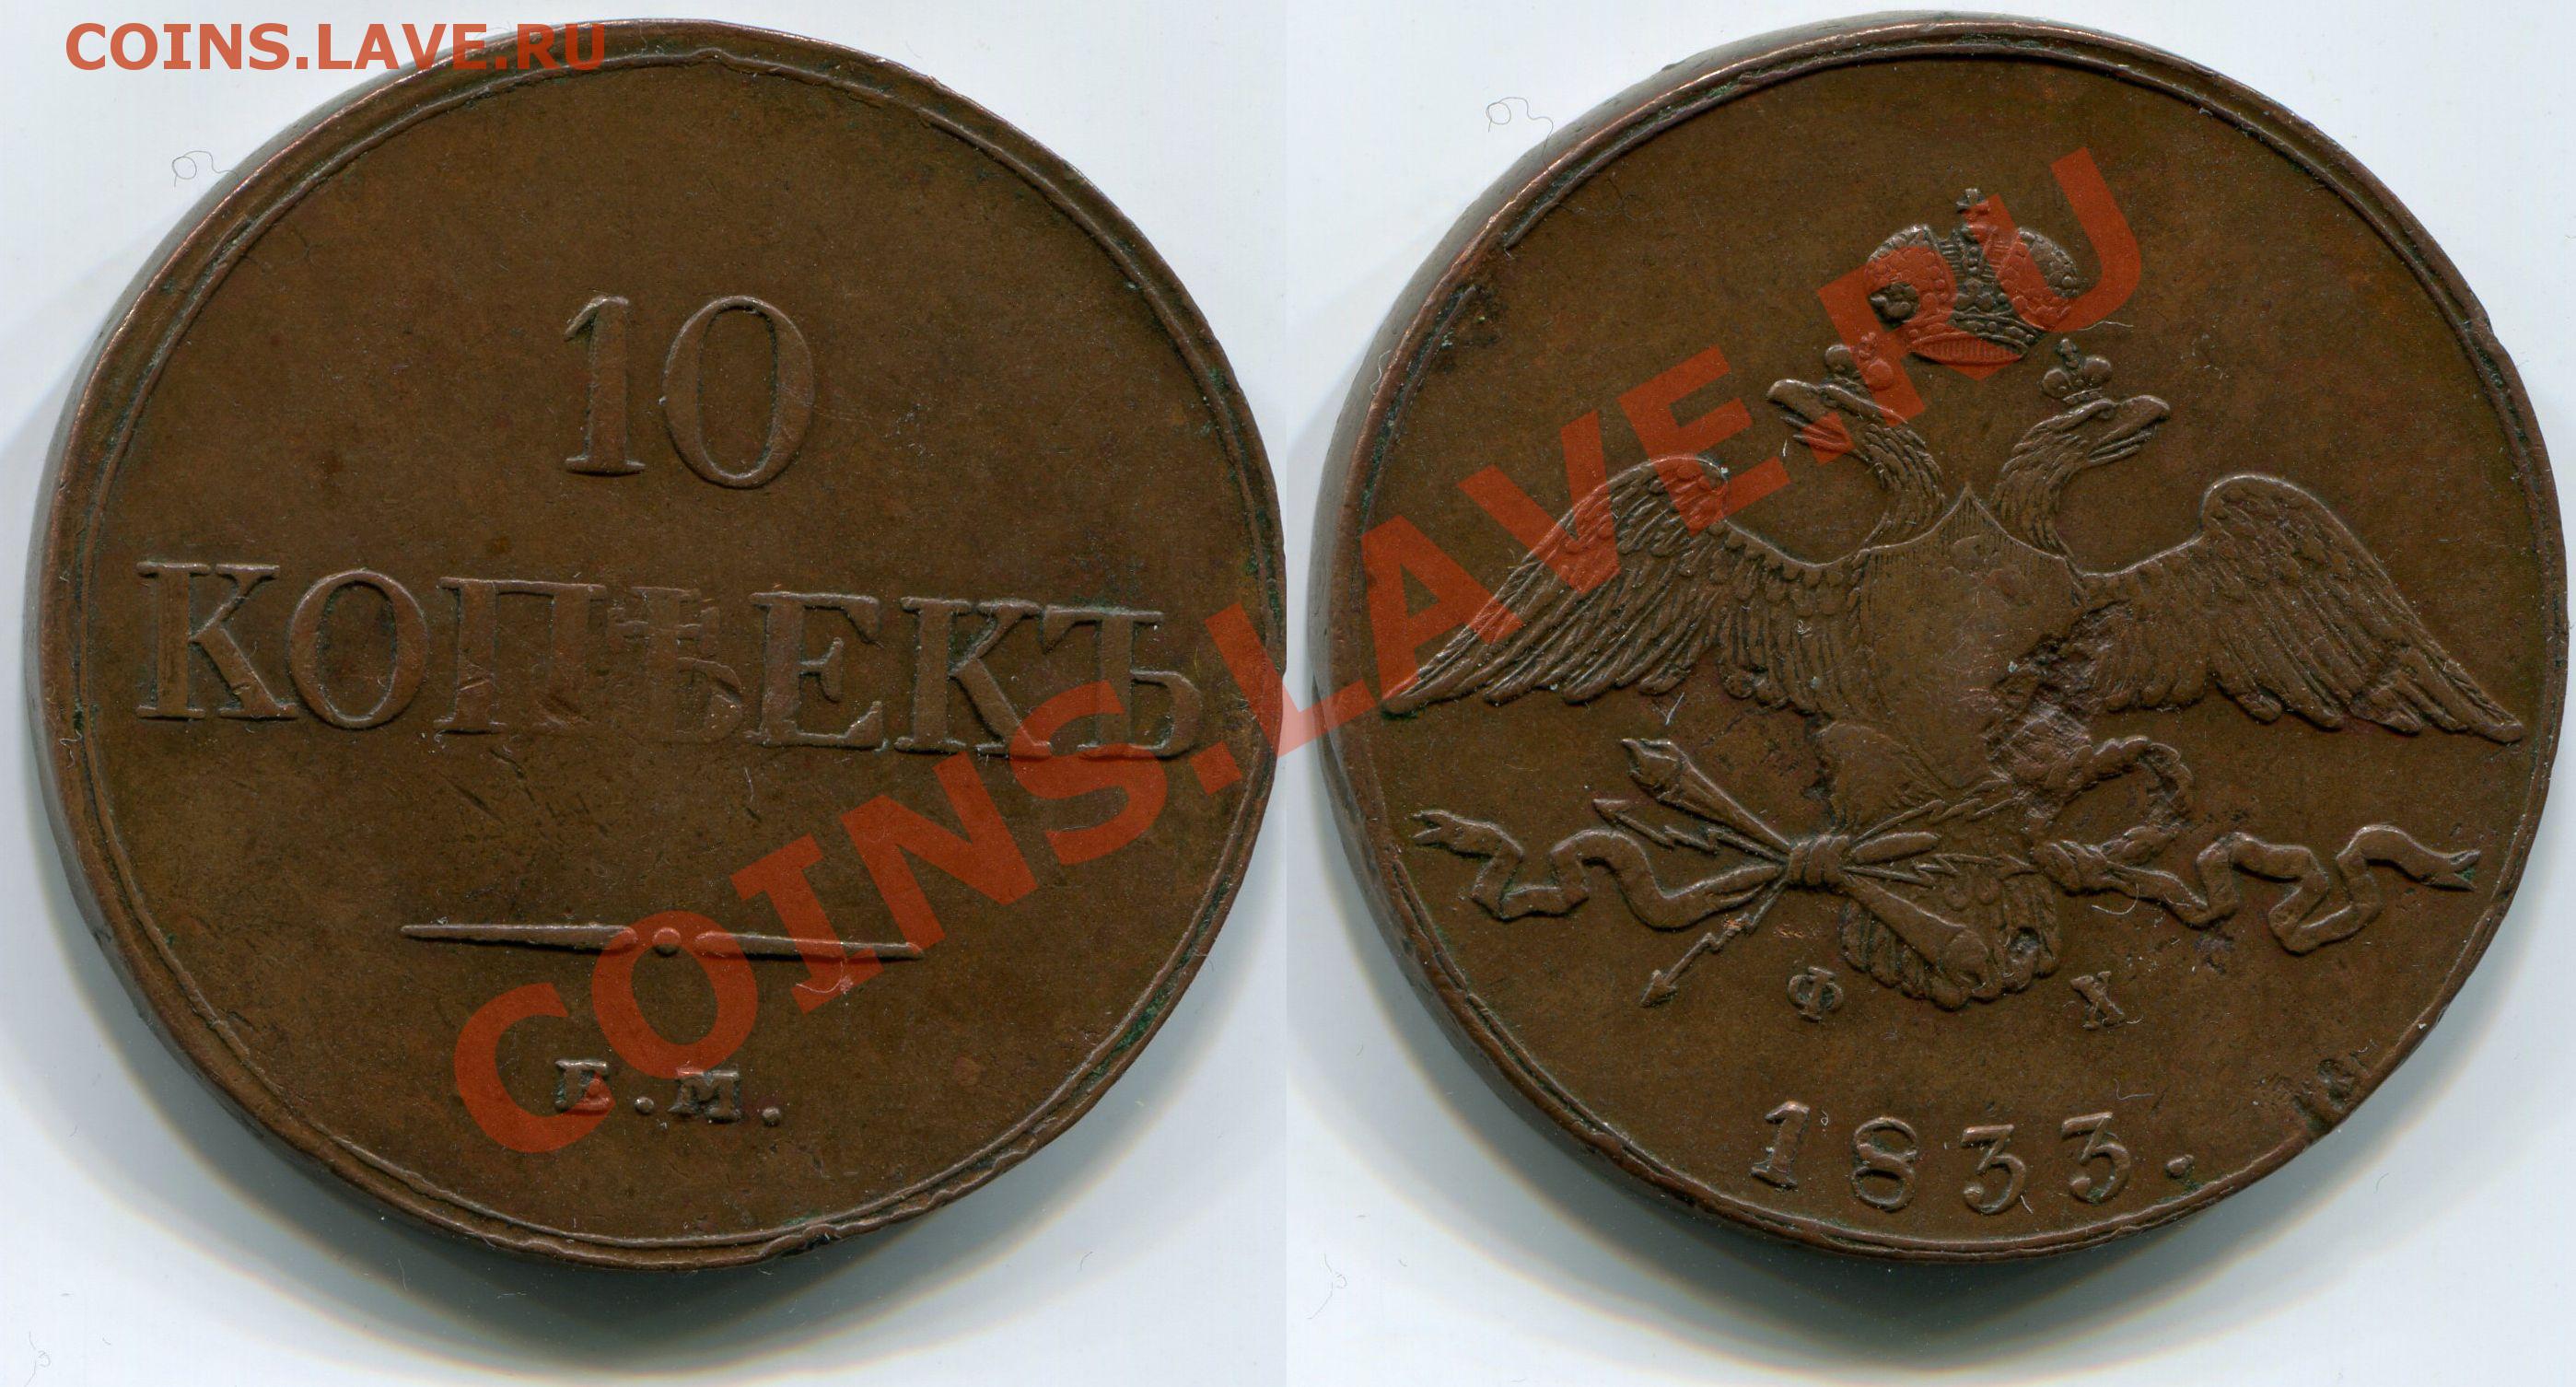 COINS.LAVE.RU
10
КОПѢЕКЪ
Е.М.
COINS.LAVE.RU
Ф Х
1833.